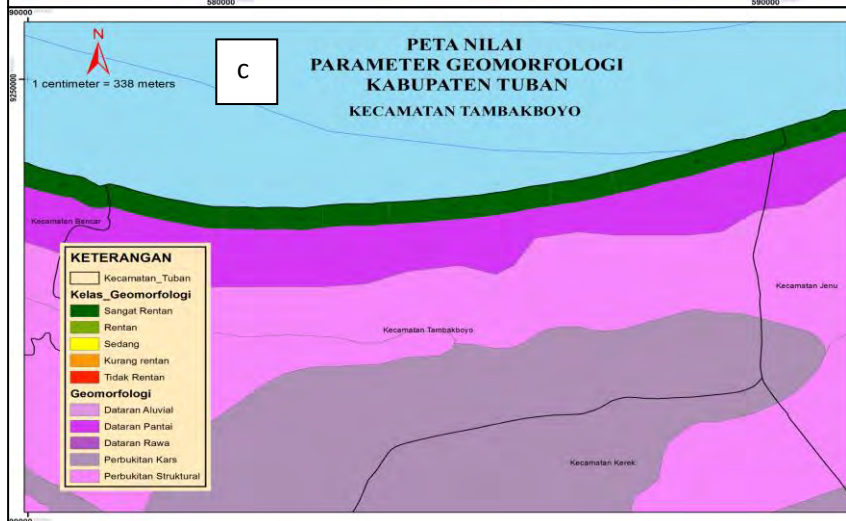 580000
590000
90000
9250000
N
C
PETA NILAI
PARAMETER GEOMORFOLOGI
KABUPATEN TUBAN
KECAMATAN TAMBAKBOYO
1 centimeter = 338 meters
Kecamatan Bancar
Kecamatan Jenu
Kecamatan Tambakboyo
Kecamatan Kerek
KETERANGAN
Kecamatan_Tuban
Kelas_Geomorfologi
Sangat Rentan
Rentan
Sedang
Kurang rentan
Tidak Rentan
Geomorfologi
Dataran Aluvial
Dataran Pantai
Dataran Rawa
Perbukitan Kars
Perbukitan Struktural